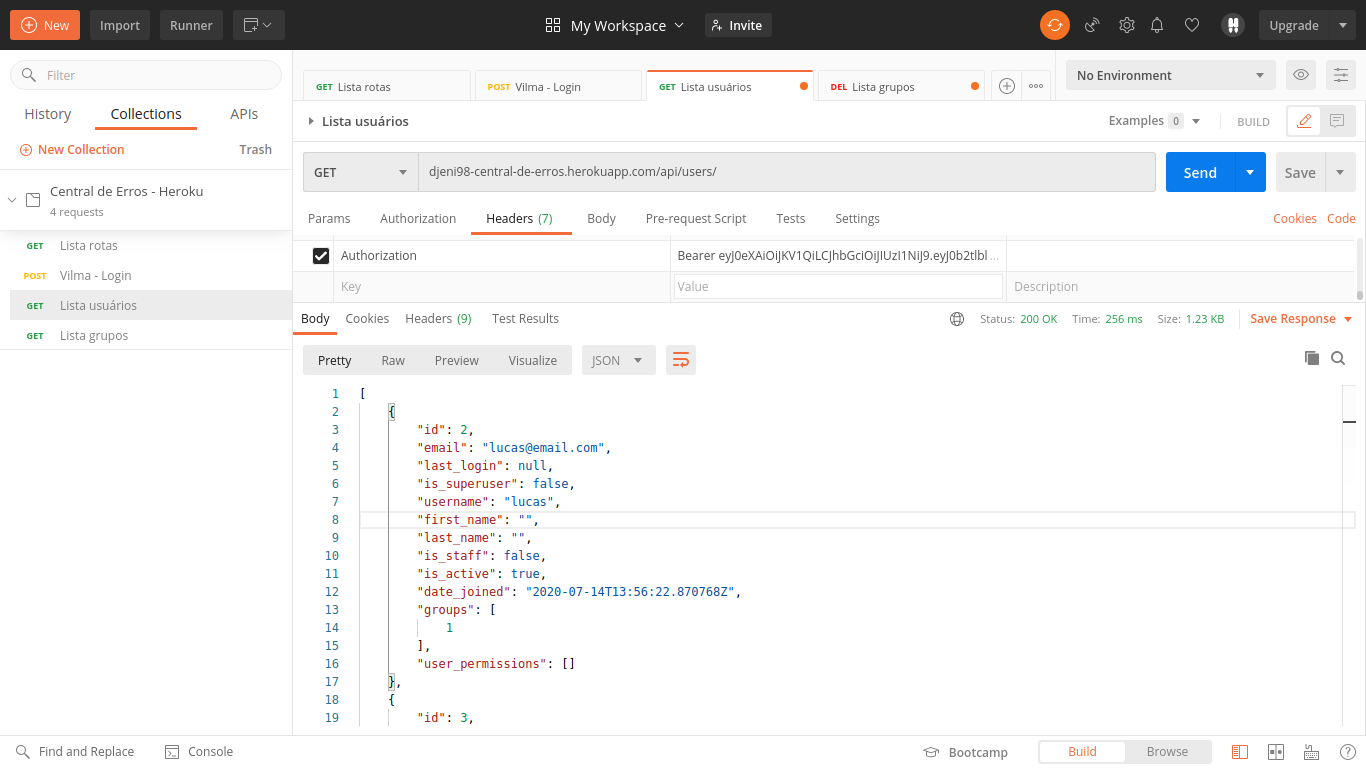 New
Import
Runner
My Workspace
Invite
Upgrade
Filter
History
Collections
APIs
New Collection
Trash
Central de Erros - Heroku
4 requests
GET Lista rotas
POST Vilma - Login
GET Lista usuários
GET Lista grupos
GET Lista rotas
POST Vilma - Login
GET Lista usuários
DEL Lista grupos
No Environment
Lista usuários
Examples 0
BUILD
GET
djeni98-central-de-erros.herokuapp.com/api/users/
Send
Save
Params
Authorization
Headers (7)
Body
Pre-request Script
Tests
Settings
Cookies
Code
Authorization
Bearer eyJ0eXAiOiJKV1QiLCJhbGciOiJIUzI1NiJ9.eyJ0b2tlbl ...
Key
Value
Description
Body
Cookies
Headers (9)
Test Results
Status: 200 OK
Time: 256 ms
Size: 1.23 KB
Save Response
Pretty
Raw
Preview
Visualize
JSON
1 [
2 {
3 "id": 2,
4 "email": "lucas@email.com",
5 "last_login": null,
6 "is_superuser": false,
7 "username": "lucas",
8 "first_name": "",
9 "last_name": "",
10 "is_staff": false,
11 "is_active": true,
12 "date_joined": "2020-07-14T13:56:22.870768Z",
13 "groups": [
14 1
15 ],
16 "user_permissions": []
17 },
18 {
19 "id": 3,
Find and Replace
Console
Bootcamp
Build
Browse